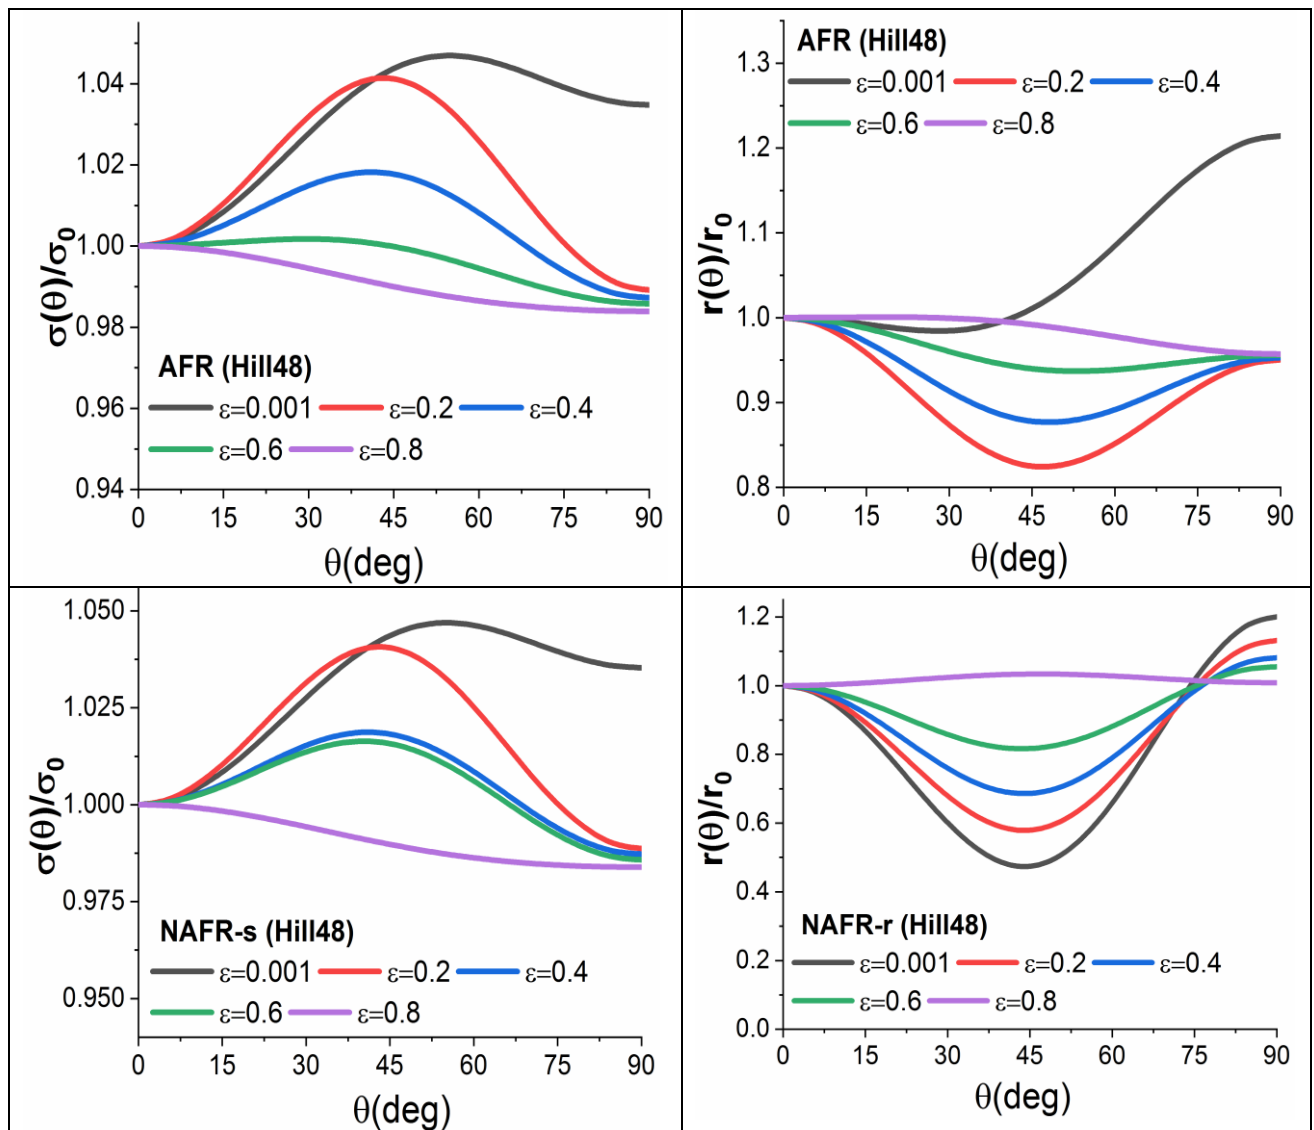 1.04
1.02
1.00
0.98
0.96
0.94
σ(θ)/σ0
AFR (Hill48)
ε=0.001 ε=0.2 ε=0.4
ε=0.6 ε=0.8
0 15 30 45 60 75 90
θ(deg)
1.3
1.2
1.1
1.0
0.9
0.8
r(θ)/r0
AFR (Hill48)
ε=0.001 ε=0.2 ε=0.4
ε=0.6 ε=0.8
0 15 30 45 60 75 90
θ(deg)
1.050
1.025
1.000
0.975
0.950
σ(θ)/σ0
NAFR-s (Hill48)
ε=0.001 ε=0.2 ε=0.4
ε=0.6 ε=0.8
0 15 30 45 60 75 90
θ(deg)
1.2
1.0
0.8
0.6
0.4
0.2
0.0
r(θ)/r0
NAFR-r (Hill48)
ε=0.001 ε=0.2 ε=0.4
ε=0.6 ε=0.8
0 15 30 45 60 75 90
θ(deg)